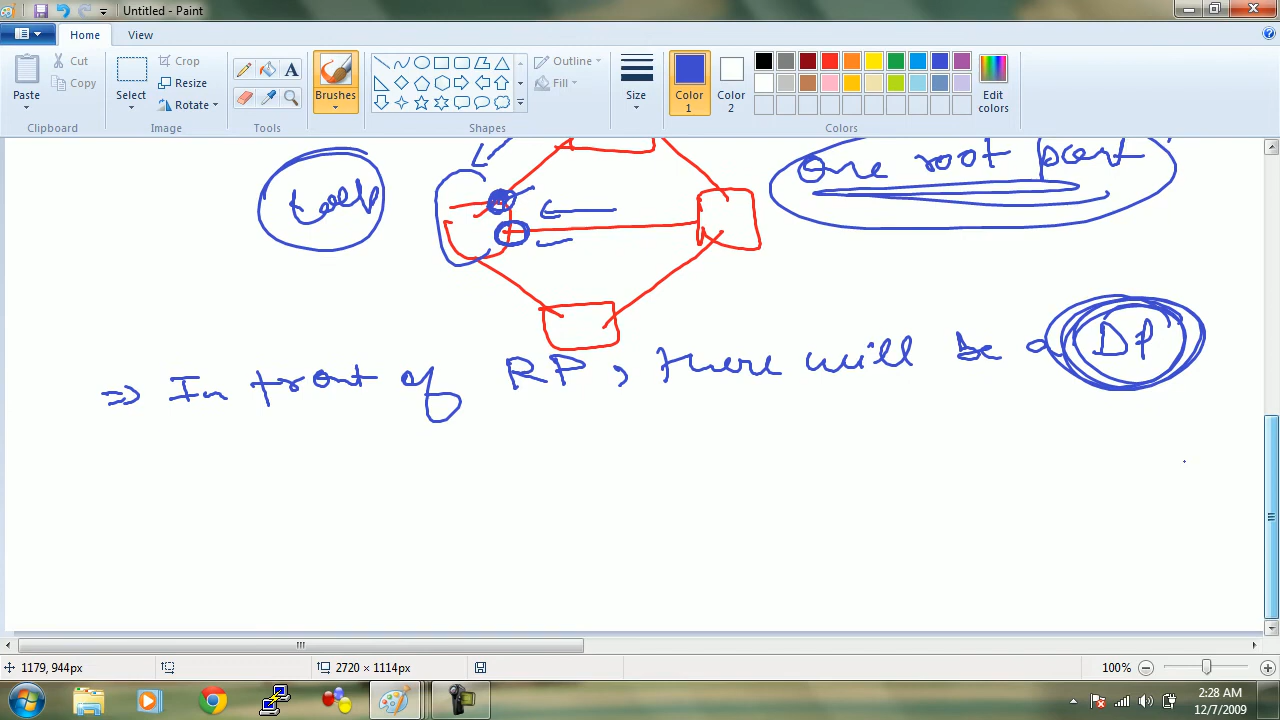 Untitled - Paint
Home View
Cut
Copy
Paste
Clipboard
Crop
Resize
Rotate
Select
Image
Tools
Brushes
Shapes
Outline
Fill
Size
Color 1
Color 2
Edit colors
Colors
one root port
loop
⇒ In front of RP, there will be a DP
1179, 944px
2720 × 1114px
100%
2:28 AM
12/7/2009